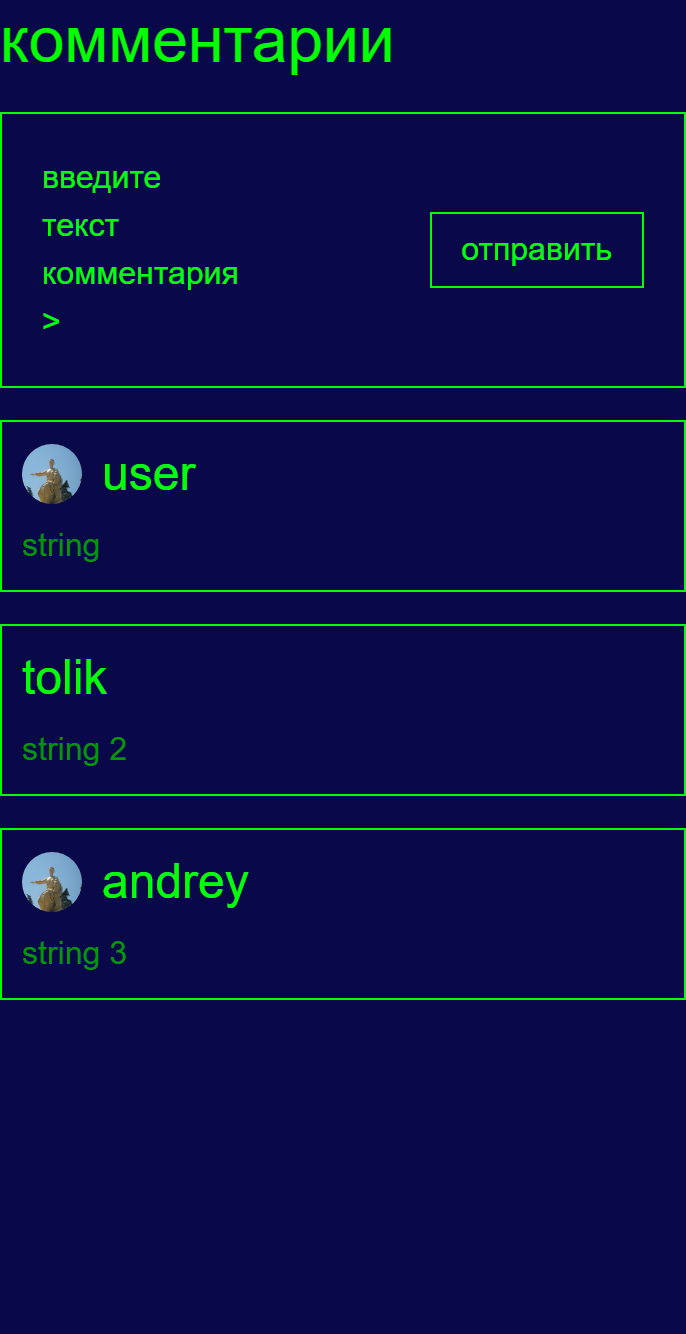 комментарии
введите
текст
комментария
>
отправить
user
string
tolik
string 2
andrey
string 3